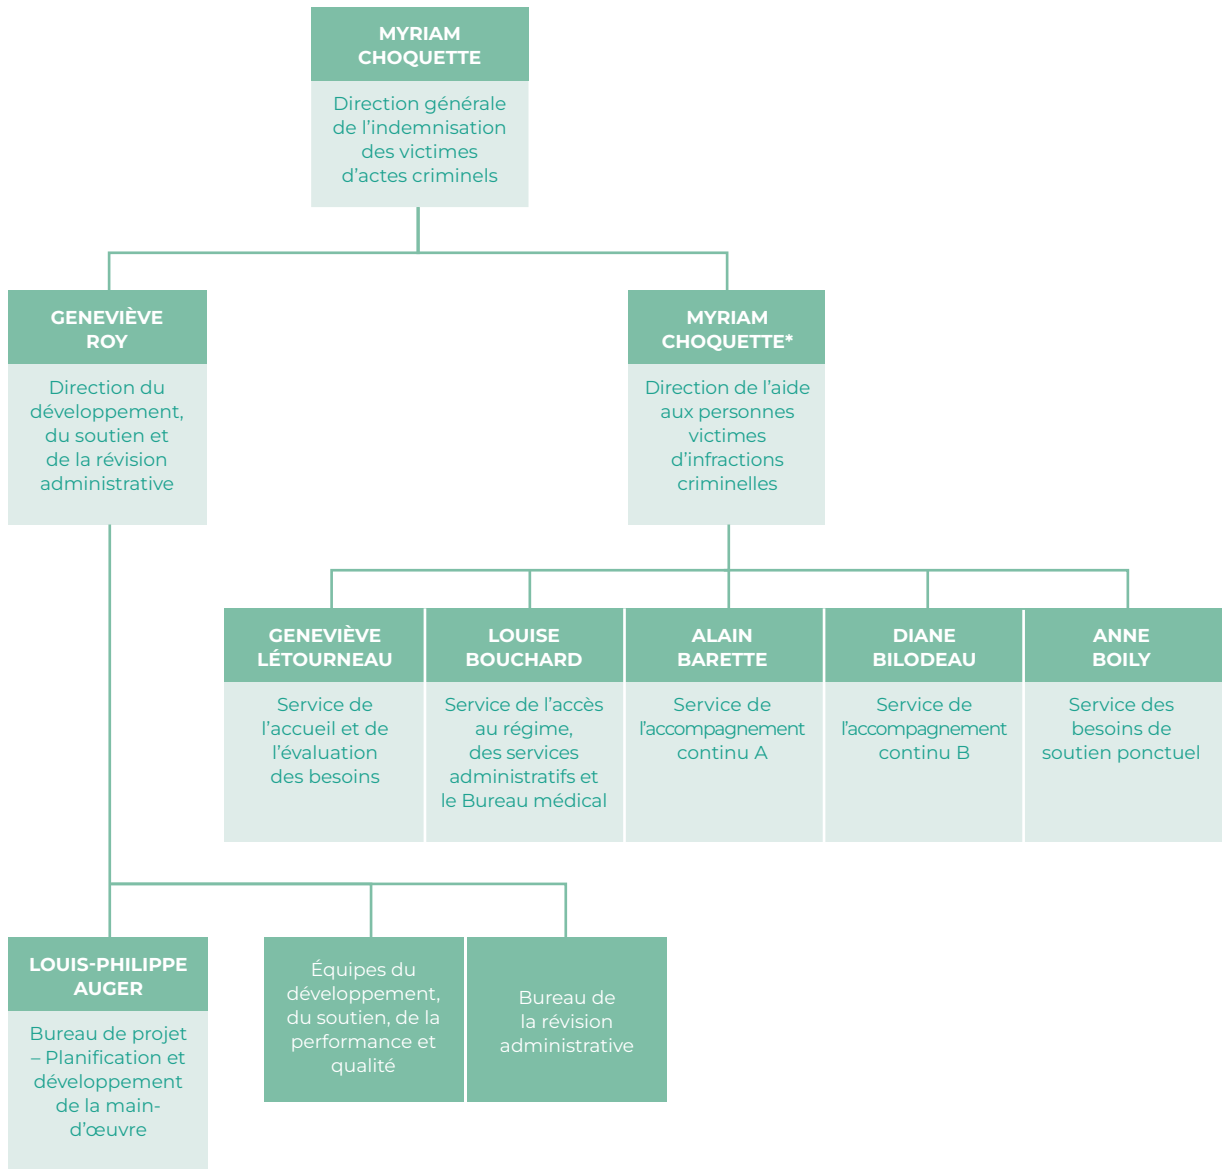 MYRIAM
CHOQUETTE
Direction générale
de l’indemnisation
des victimes
d’actes criminels
GENEVIÈVE
ROY
Direction du
développement,
du soutien et
de la révision
administrative
MYRIAM
CHOQUETTE*
Direction de l’aide
aux personnes
victimes
d’infractions
criminelles
GENEVIÈVE
LÉTOURNEAU
Service de
l’accueil et de
l’évaluation
des besoins
LOUISE
BOUCHARD
Service de l’accès
au régime,
des services
administratifs et
le Bureau médical
ALAIN
BARETTE
Service de
l’accompagnement
continu A
DIANE
BILODEAU
Service de
l’accompagnement
continu B
ANNE
BOILY
Service des
besoins de
soutien ponctuel
LOUIS-PHILIPPE
AUGER
Bureau de projet
– Planification et
développement
de la main-
d’œuvre
Équipes du
développement,
du soutien, de la
performance et
qualité
Bureau de
la révision
administrative